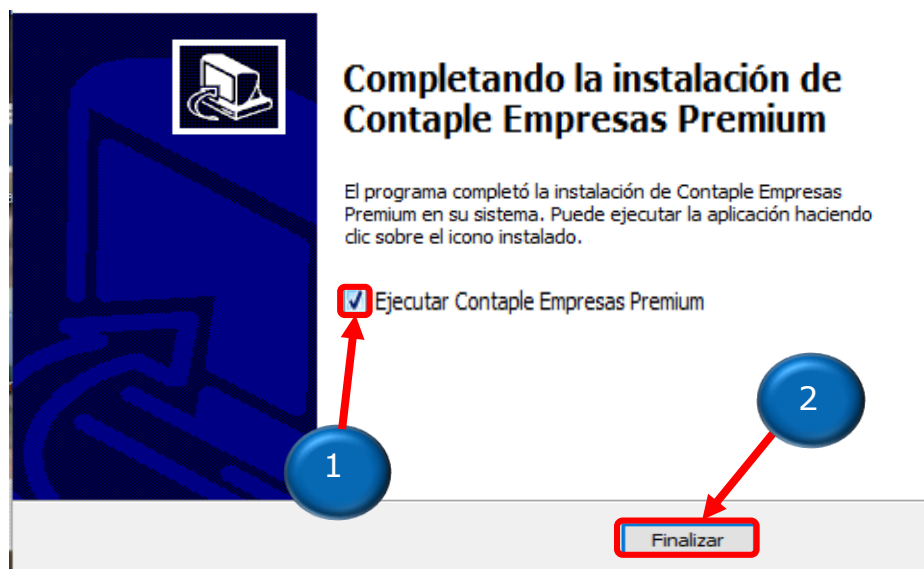 Completando la instalación de
Contaple Empresas Premium
El programa completó la instalación de Contaple Empresas
Premium en su sistema. Puede ejecutar la aplicación haciendo
clic sobre el icono instalado.
Ejecutar Contaple Empresas Premium
2
1
Finalizar